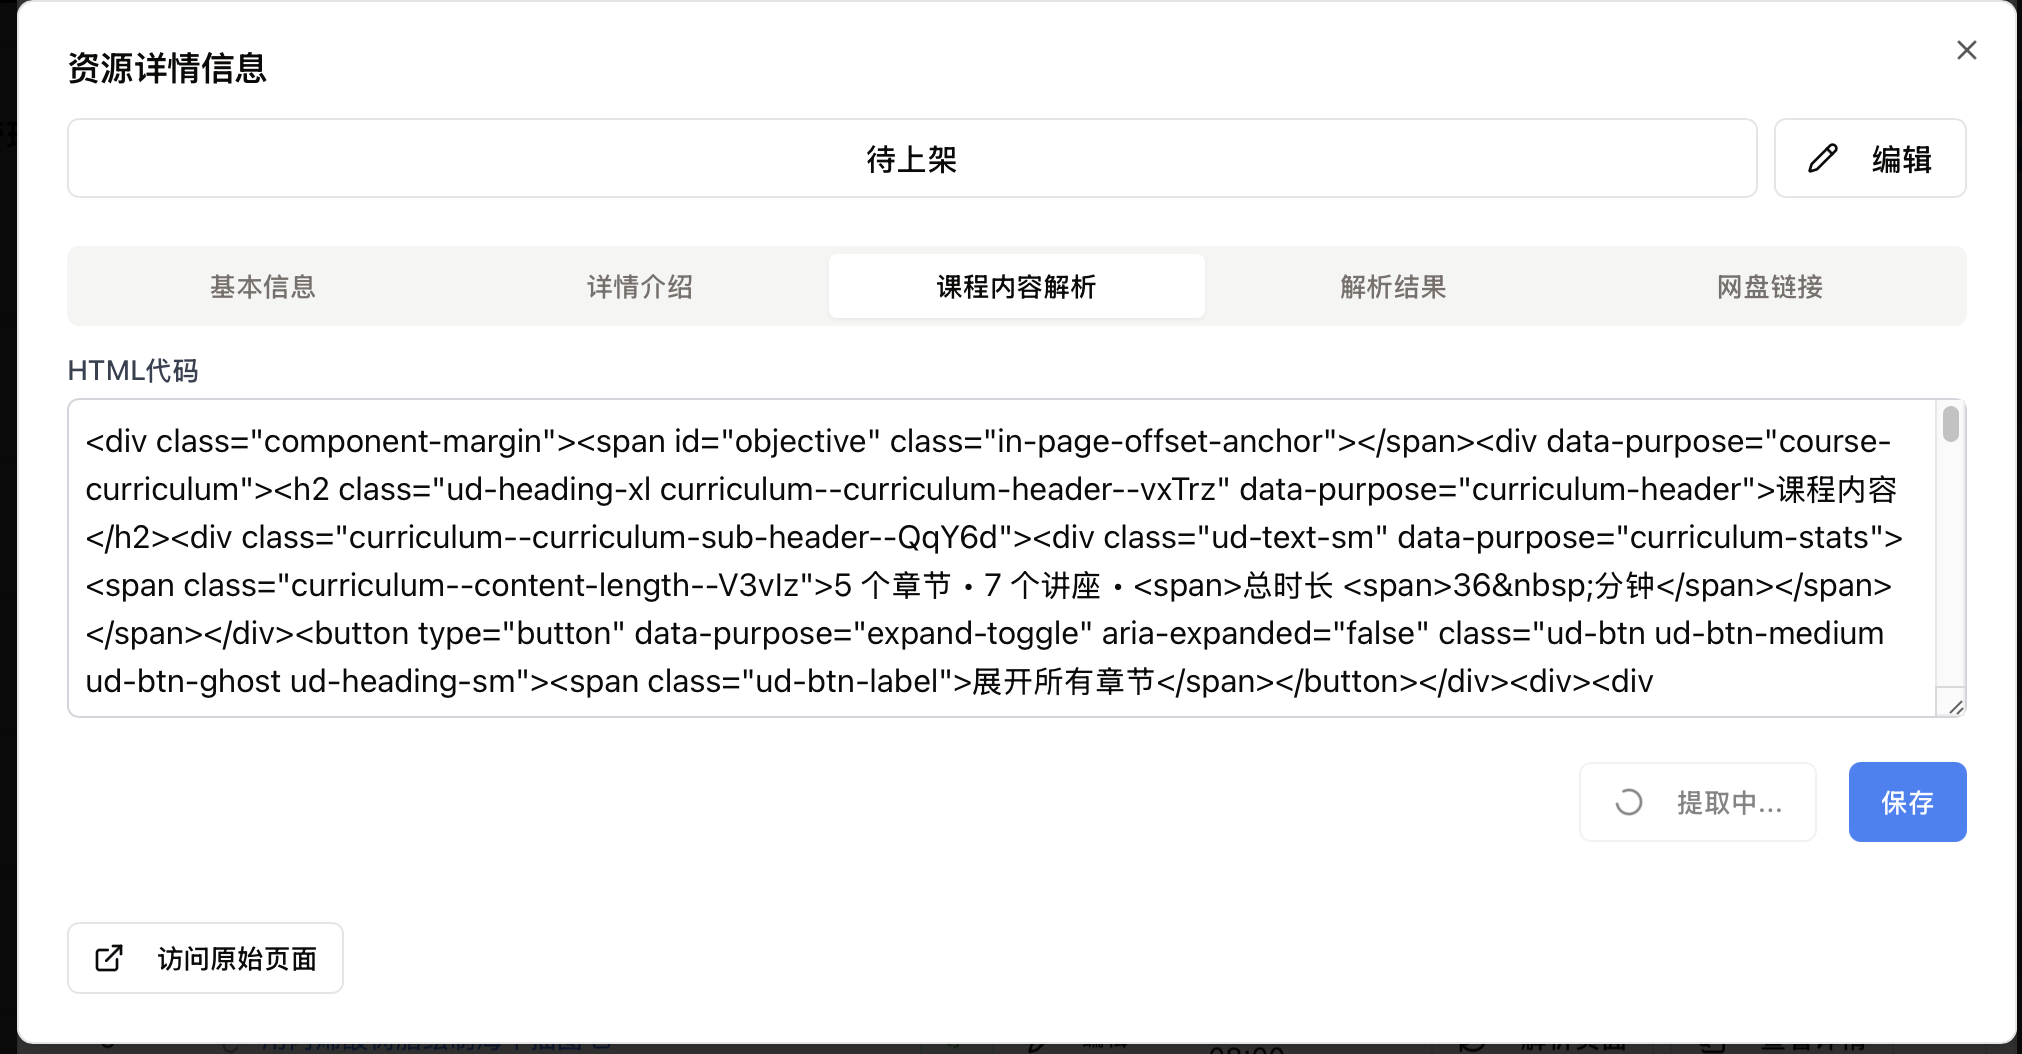 资源详情信息
待上架
编辑
基本信息 详情介绍 课程内容解析 解析结果 网盘链接
HTML代码
<div class="component-margin"><span id="objective" class="in-page-offset-anchor"></span><div data-purpose="course-
curriculum"><h2 class="ud-heading-xl curriculum--curriculum-header--vxTrz" data-purpose="curriculum-header">课程内容
</h2><div class="curriculum--curriculum-sub-header--QqY6d"><div class="ud-text-sm" data-purpose="curriculum-stats">
<span class="curriculum--content-length--V3vIz">5 个章节 • 7 个讲座 • <span>总时长 <span>36&nbsp;分钟</span></span>
</span></div><button type="button" data-purpose="expand-toggle" aria-expanded="false" class="ud-btn ud-btn-medium
ud-btn-ghost ud-heading-sm"><span class="ud-btn-label">展开所有章节</span></button></div><div><div
提取中...
保存
访问原始页面